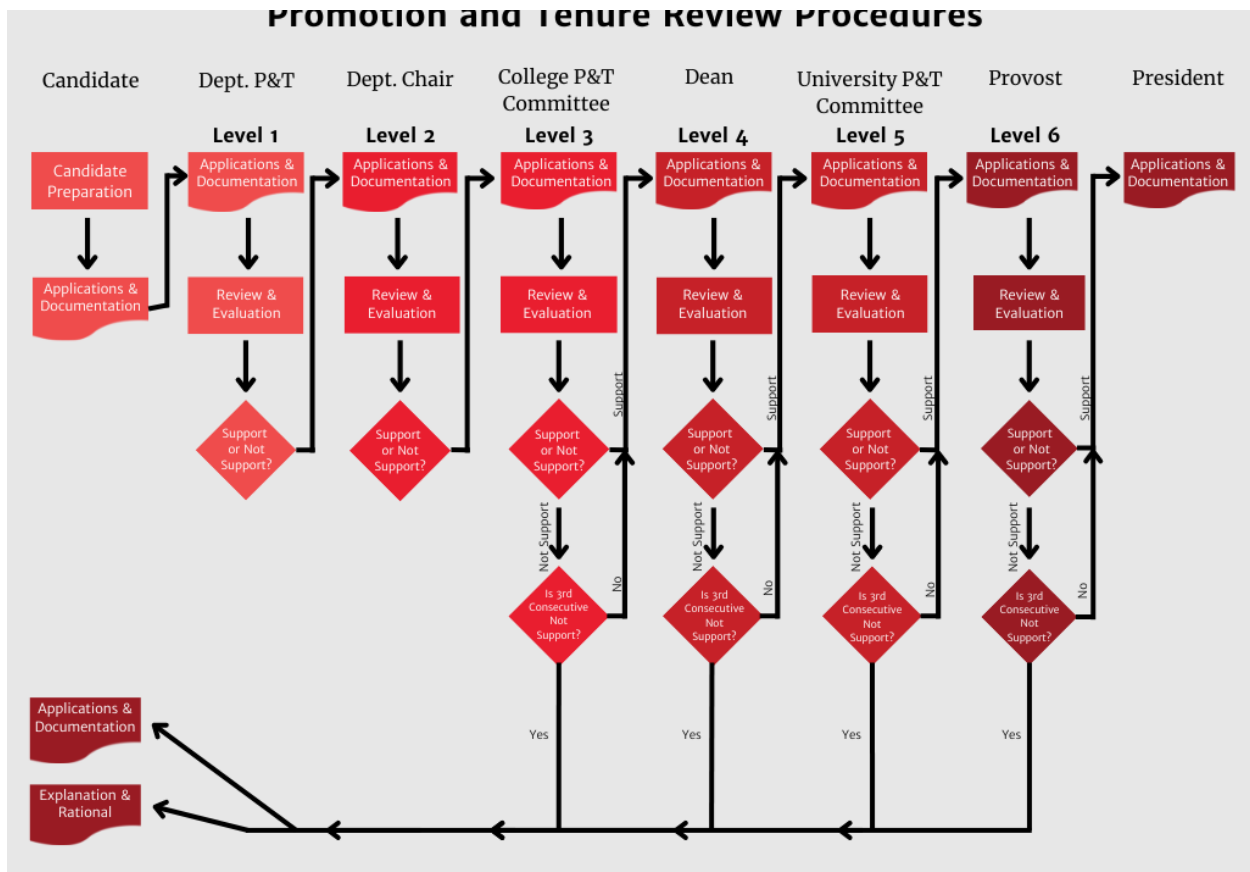 Promotion and Tenure Review Procedures
Candidate
Dept. P&T
Dept. Chair
College P&T
Committee
Dean
University P&T
Committee
Provost
President
Level 1
Level 2
Level 3
Level 4
Level 5
Level 6
Candidate
Preparation
Applications &
Documentation
Applications &
Documentation
Applications &
Documentation
Applications &
Documentation
Applications &
Documentation
Applications &
Documentation
Applications &
Documentation
Applications &
Documentation
Review &
Evaluation
Review &
Evaluation
Review &
Evaluation
Review &
Evaluation
Review &
Evaluation
Review &
Evaluation
Support
or Not
Support?
Support
or Not
Support?
Support
or Not
Support?
Support
Support
or Not
Support?
Support
Support
or Not
Support?
Support
Support
or Not
Support?
Support
Not Support
Not Support
Not Support
Not Support
Is 3rd
Consecutive
Not
Support?
No
Is 3rd
Consecutive
Not
Support?
No
Is 3rd
Consecutive
Not
Support?
No
Is 3rd
Consecutive
Not
Support?
No
Yes
Yes
Yes
Yes
Applications &
Documentation
Explanation &
Rational